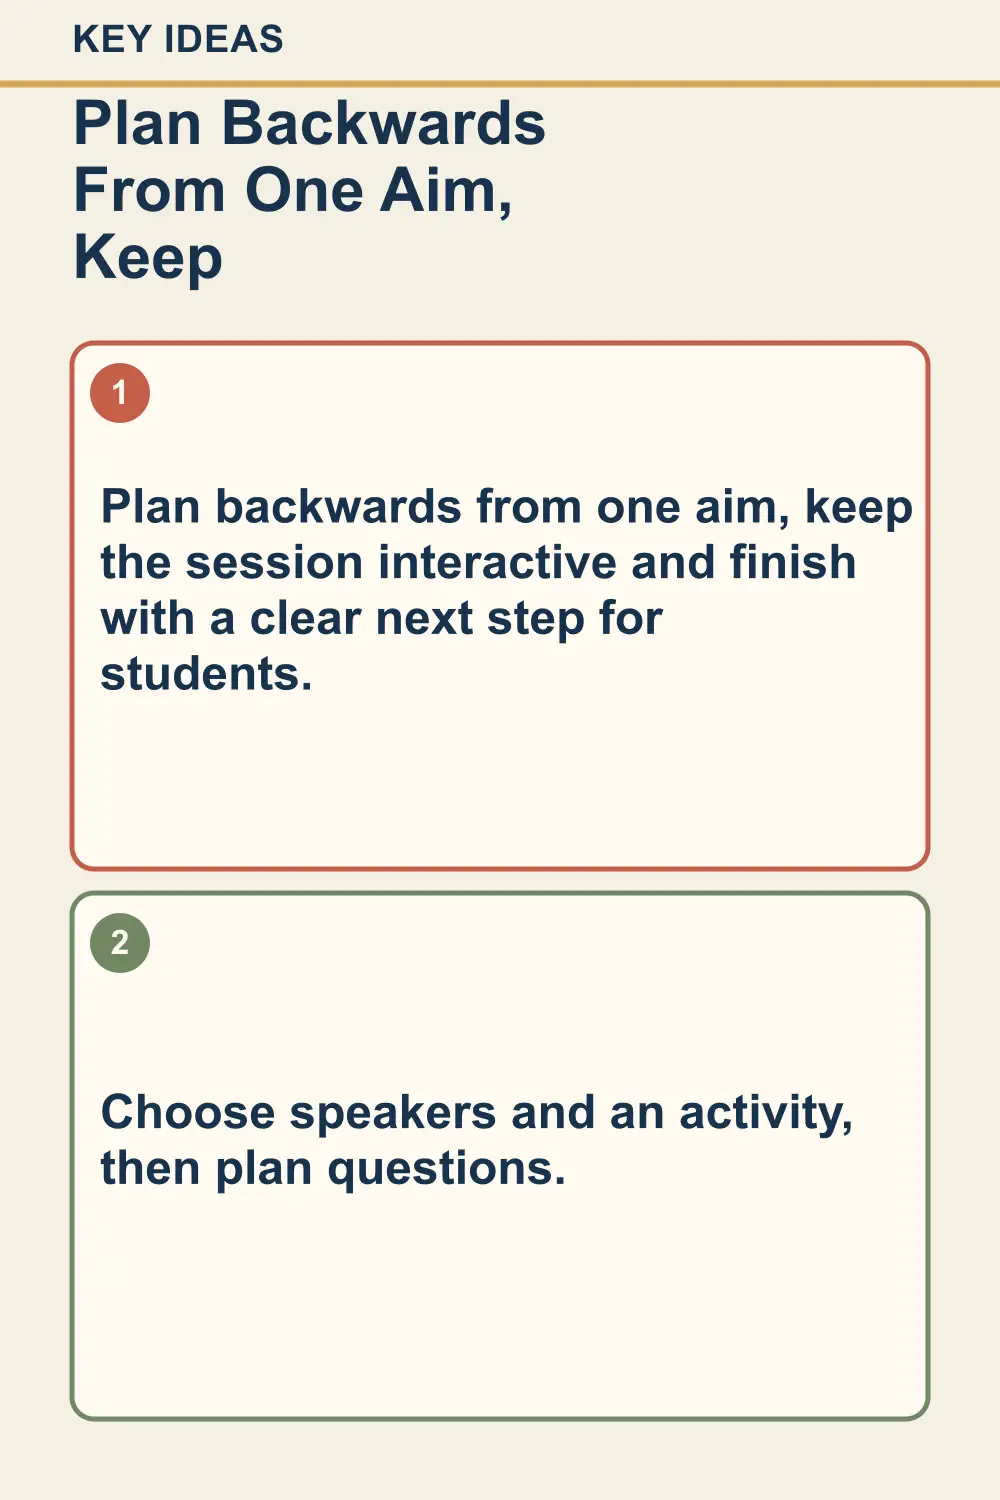 KEY IDEAS
Plan Backwards
From One Aim,
Keep
1
Plan backwards from one aim, keep
the session interactive and finish
with a clear next step for
students.
2
Choose speakers and an activity,
then plan questions.